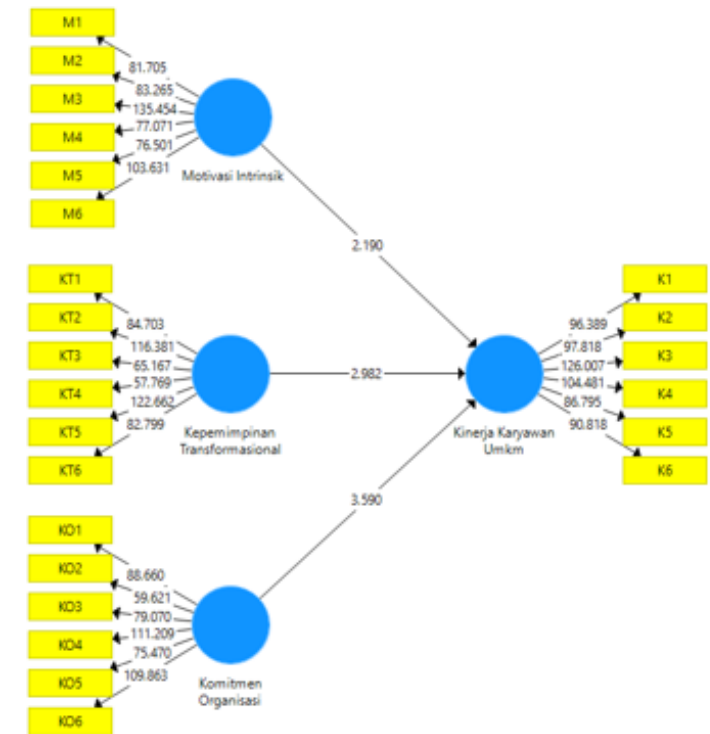 M1
M2
M3
M4
M5
M6
81.705
83.265
135.454
77.071
76.501
103.631
Motivasi Intrinsik
2.190
KT1
KT2
KT3
KT4
KT5
KT6
84.703
116.381
65.167
57.769
122.662
82.799
Kepemimpinan
Transformasional
2.982
KO1
KO2
KO3
KO4
KO5
KO6
88.660
59.621
79.070
111.209
75.470
109.863
Komitmen
Organisasi
3.590
Kinerja Karyawan
Umkm
96.389
97.818
126.007
104.481
86.795
90.818
K1
K2
K3
K4
K5
K6